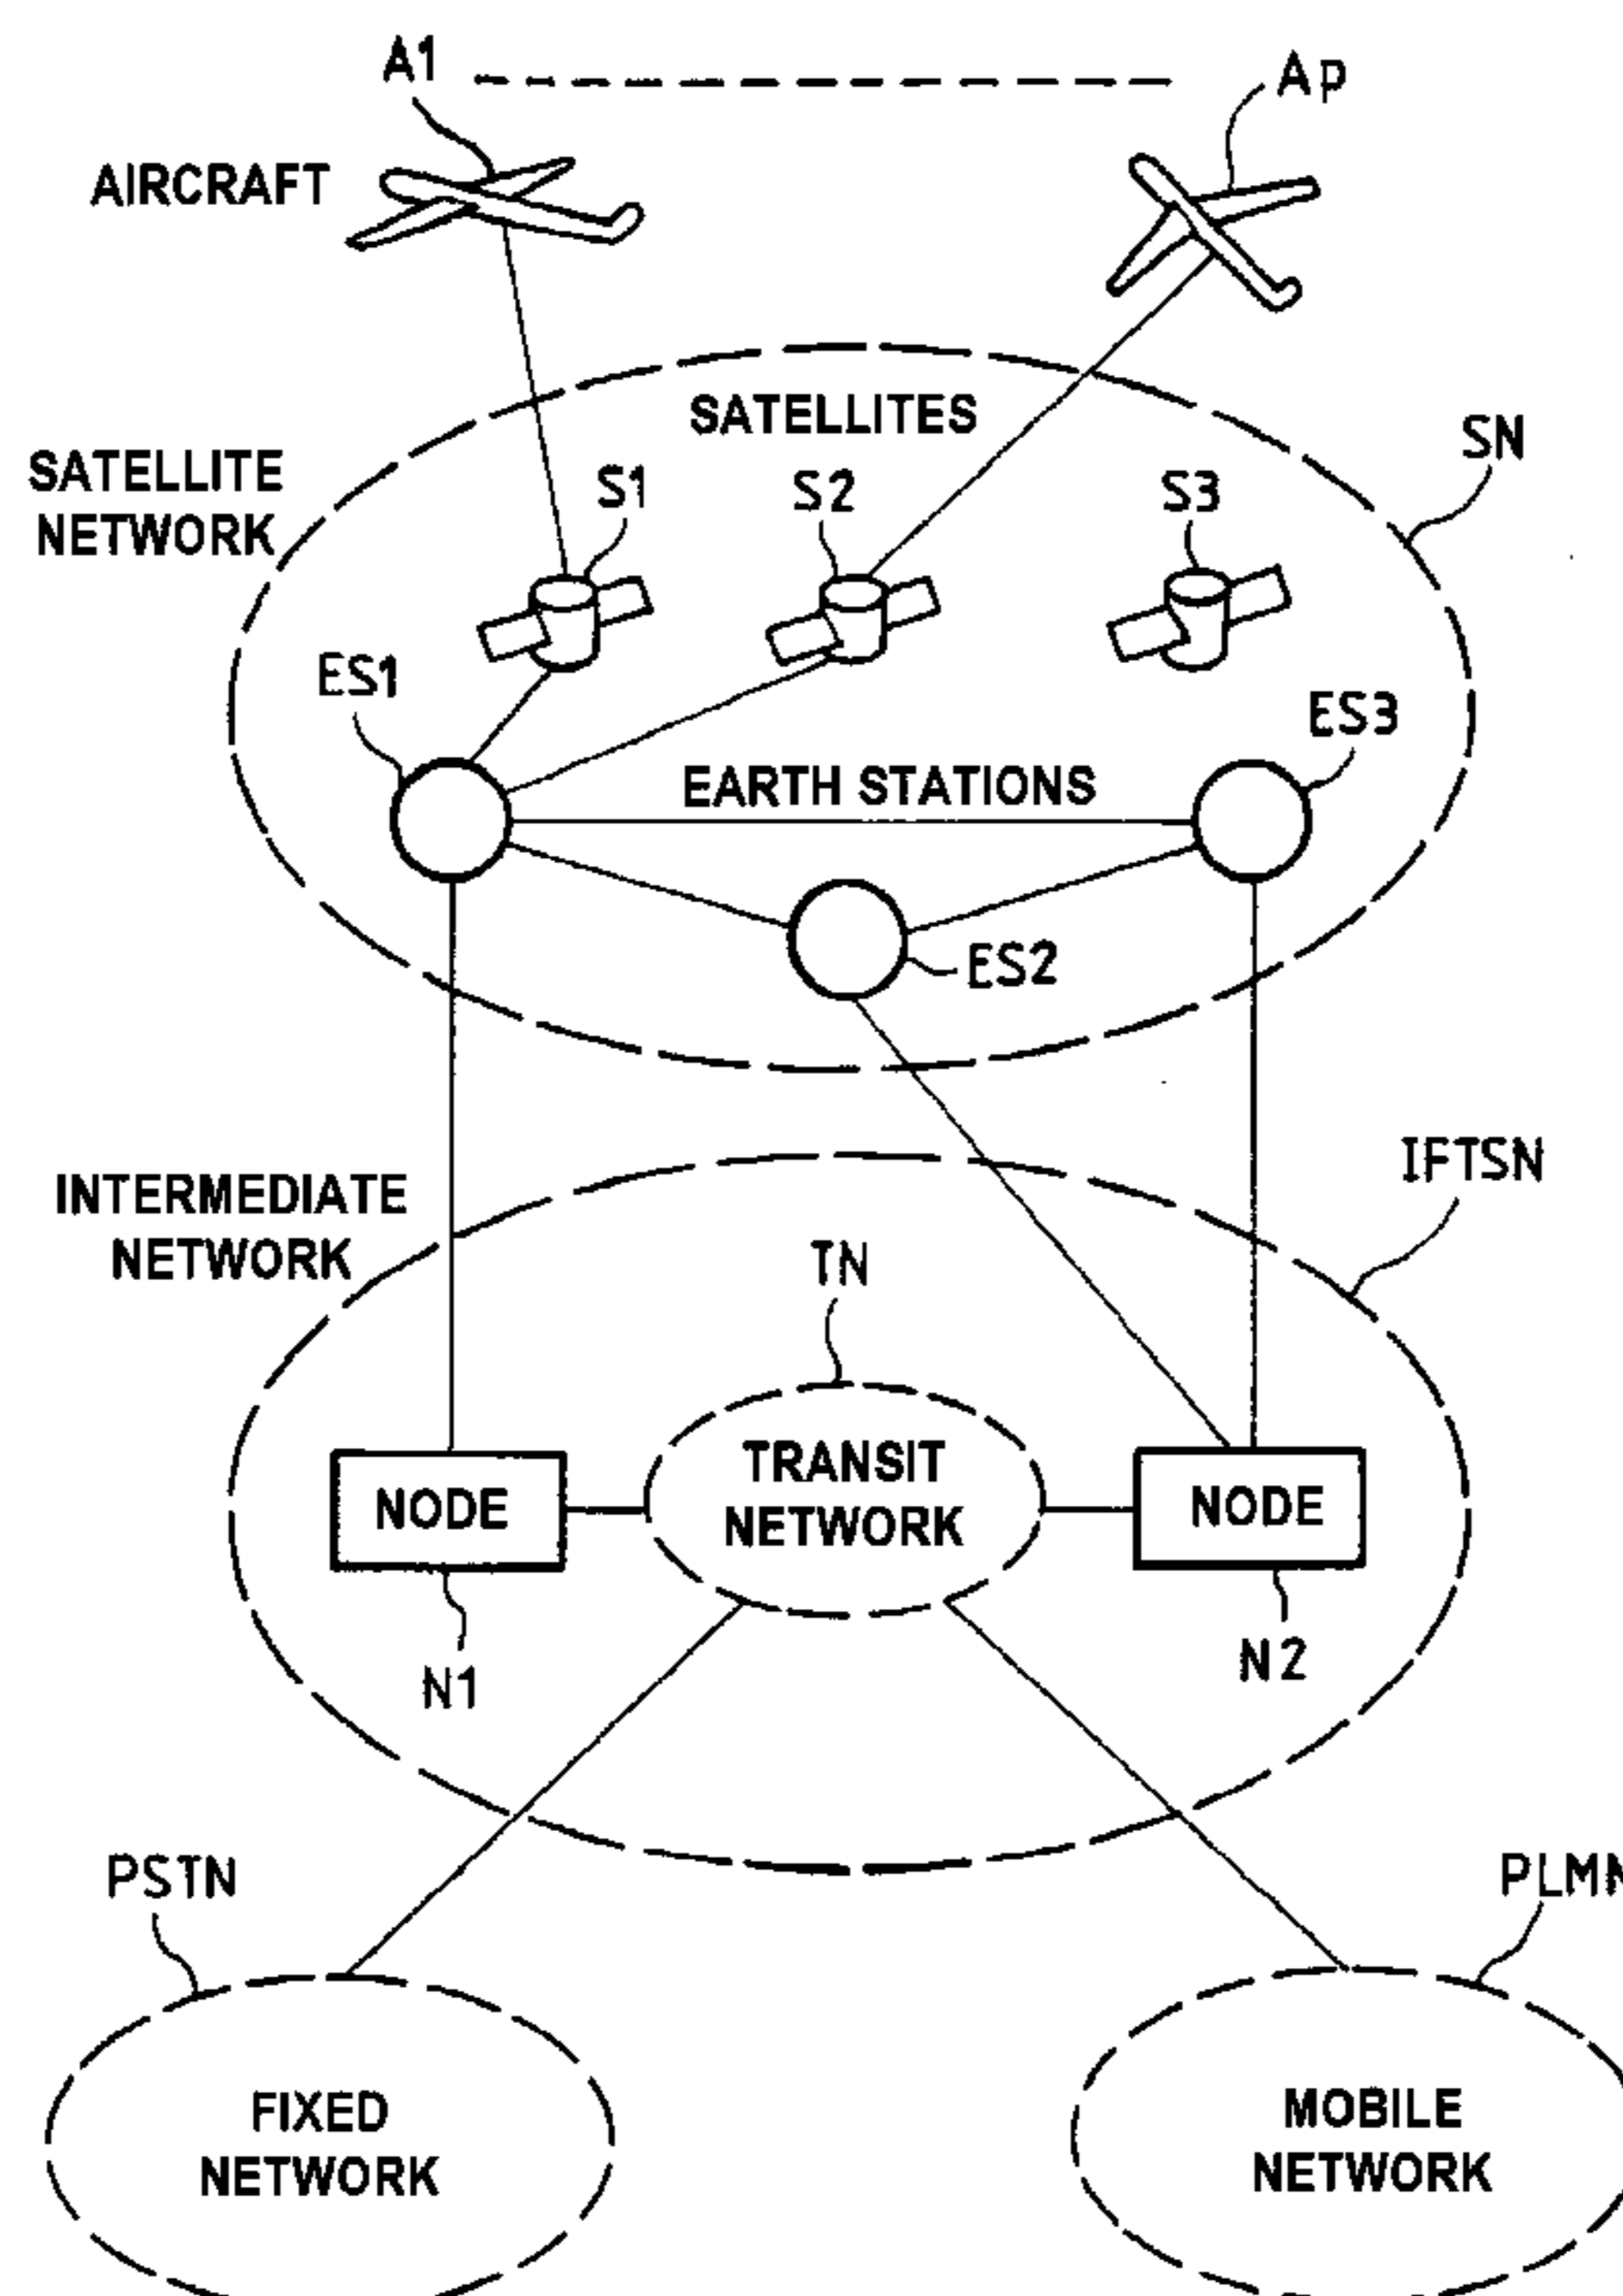 A1
Ap
AIRCRAFT
SATELLITES
SN
SATELLITE
NETWORK
S1
S2
S3
ES1
ES3
EARTH STATIONS
ES2
IFTSN
INTERMEDIATE
NETWORK
TN
TRANSIT
NETWORK
NODE
NODE
N1
N2
PSTN
PLMN
FIXED
NETWORK
MOBILE
NETWORK